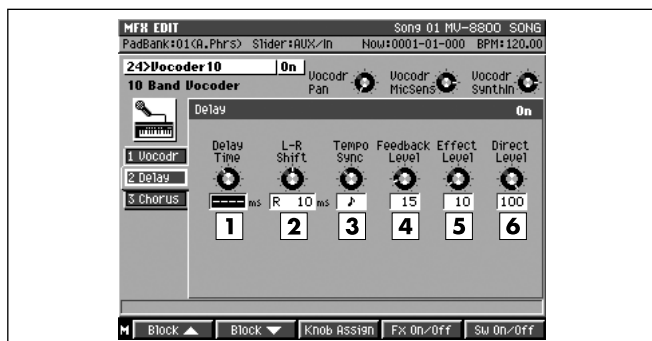 MFX EDIT Song 01 MV-8800 SONG
PadBank:01(A.Phrs) Slider:AUX/In Now:0001-01-000 BPM:120.00
24>Vocoder10 On
10 Band Vocoder
Vocodr Pan
Vocodr MicSens
Vocodr SynthIn
Delay On
1 Vocodr
2 Delay
3 Chorus
Delay Time
L-R Shift
Tempo Sync
Feedback Level
Effect Level
Direct Level
---- ms R 10 ms ♪ 15 10 100
1 2 3 4 5 6
M Block ▲ Block ▼ Knob Assign Fx On/Off Sw On/Off